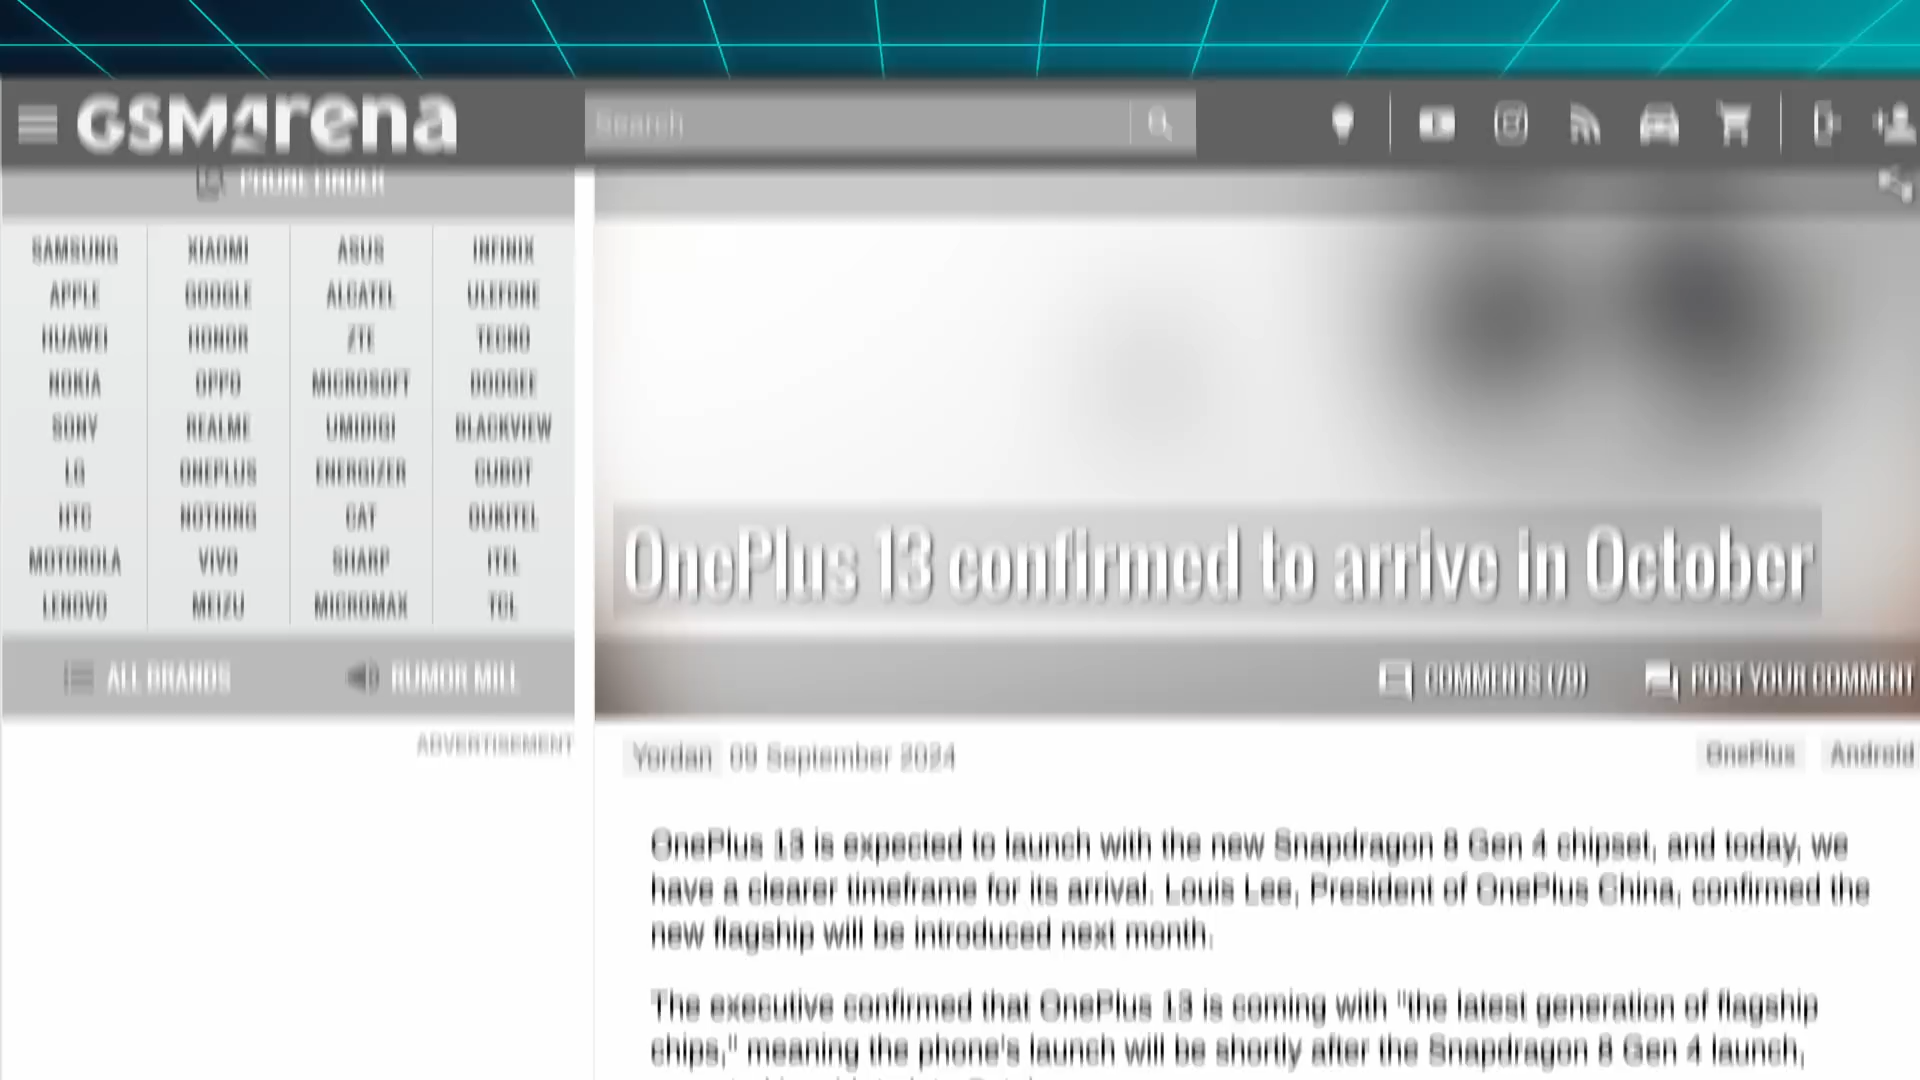 GSMArena
Search
PHONE FINDER
SAMSUNG XIAOMI ASUS INFINIX
APPLE GOOGLE ALCATEL ULEFONE
HUAWEI HONOR ZTE TECNO
NOKIA OPPO MICROSOFT DOOGEE
SONY REALME UMIDIGI BLACKVIEW
LG ONEPLUS ENERGIZER CUBOT
HTC NOTHING CAT OUKITEL
MOTOROLA VIVO SHARP ITEL
LENOVO MEIZU MICROMAX TCL
ALL BRANDS RUMOR MILL
ADVERTISEMENT
OnePlus 13 confirmed to arrive in October
COMMENTS (79) POST YOUR COMMENT
Yordan 09 September 2024 OnePlus Android
OnePlus 13 is expected to launch with the new Snapdragon 8 Gen 4 chipset, and today, we
have a clearer timeframe for its arrival. Louis Lee, President of OnePlus China, confirmed the
new flagship will be introduced next month.
The executive confirmed that OnePlus 13 is coming with "the latest generation of flagship
chips," meaning the phone's launch will be shortly after the Snapdragon 8 Gen 4 launch,